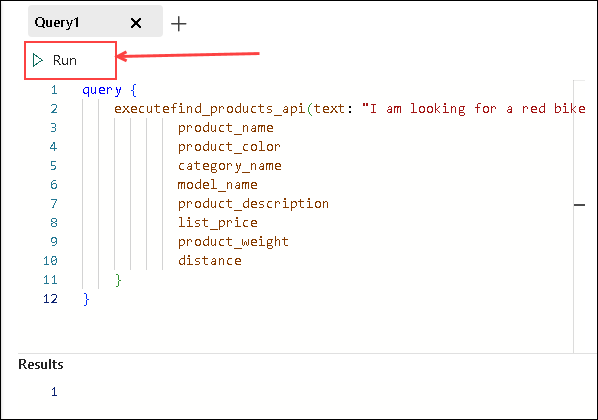 Query1 × +
Run
1 query {
2 executefind_products_api(text: "I am looking for a red bike
3 product_name
4 product_color
5 category_name
6 model_name
7 product_description
8 list_price
9 product_weight
10 distance
11 }
12 }
Results
1